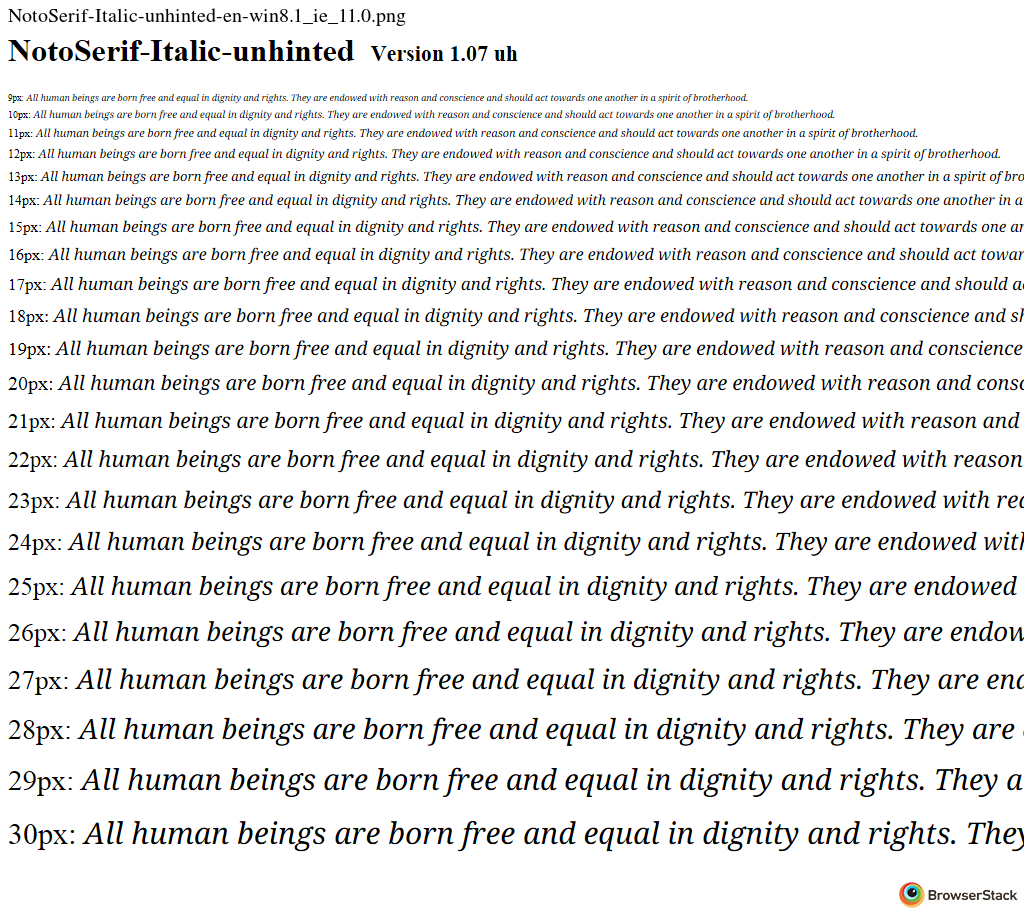 NotoSerif-Italic-unhinted-en-win8.1_ie_11.0.png
NotoSerif-Italic-unhinted Version 1.07 uh
9px: All human beings are born free and equal in dignity and rights. They are endowed with reason and conscience and should act towards one another in a spirit of brotherhood.
10px: All human beings are born free and equal in dignity and rights. They are endowed with reason and conscience and should act towards one another in a spirit of brotherhood.
11px: All human beings are born free and equal in dignity and rights. They are endowed with reason and conscience and should act towards one another in a spirit of brotherhood.
12px: All human beings are born free and equal in dignity and rights. They are endowed with reason and conscience and should act towards one another in a spirit of brotherhood.
13px: All human beings are born free and equal in dignity and rights. They are endowed with reason and conscience and should act towards one another in a spirit of bro
14px: All human beings are born free and equal in dignity and rights. They are endowed with reason and conscience and should act towards one another in a
15px: All human beings are born free and equal in dignity and rights. They are endowed with reason and conscience and should act towards one an
16px: All human beings are born free and equal in dignity and rights. They are endowed with reason and conscience and should act towar
17px: All human beings are born free and equal in dignity and rights. They are endowed with reason and conscience and should a
18px: All human beings are born free and equal in dignity and rights. They are endowed with reason and conscience and sh
19px: All human beings are born free and equal in dignity and rights. They are endowed with reason and conscience
20px: All human beings are born free and equal in dignity and rights. They are endowed with reason and consc
21px: All human beings are born free and equal in dignity and rights. They are endowed with reason and
22px: All human beings are born free and equal in dignity and rights. They are endowed with reason
23px: All human beings are born free and equal in dignity and rights. They are endowed with rea
24px: All human beings are born free and equal in dignity and rights. They are endowed with
25px: All human beings are born free and equal in dignity and rights. They are endowed
26px: All human beings are born free and equal in dignity and rights. They are endow
27px: All human beings are born free and equal in dignity and rights. They are end
28px: All human beings are born free and equal in dignity and rights. They are
29px: All human beings are born free and equal in dignity and rights. They a
30px: All human beings are born free and equal in dignity and rights. They
BrowserStack